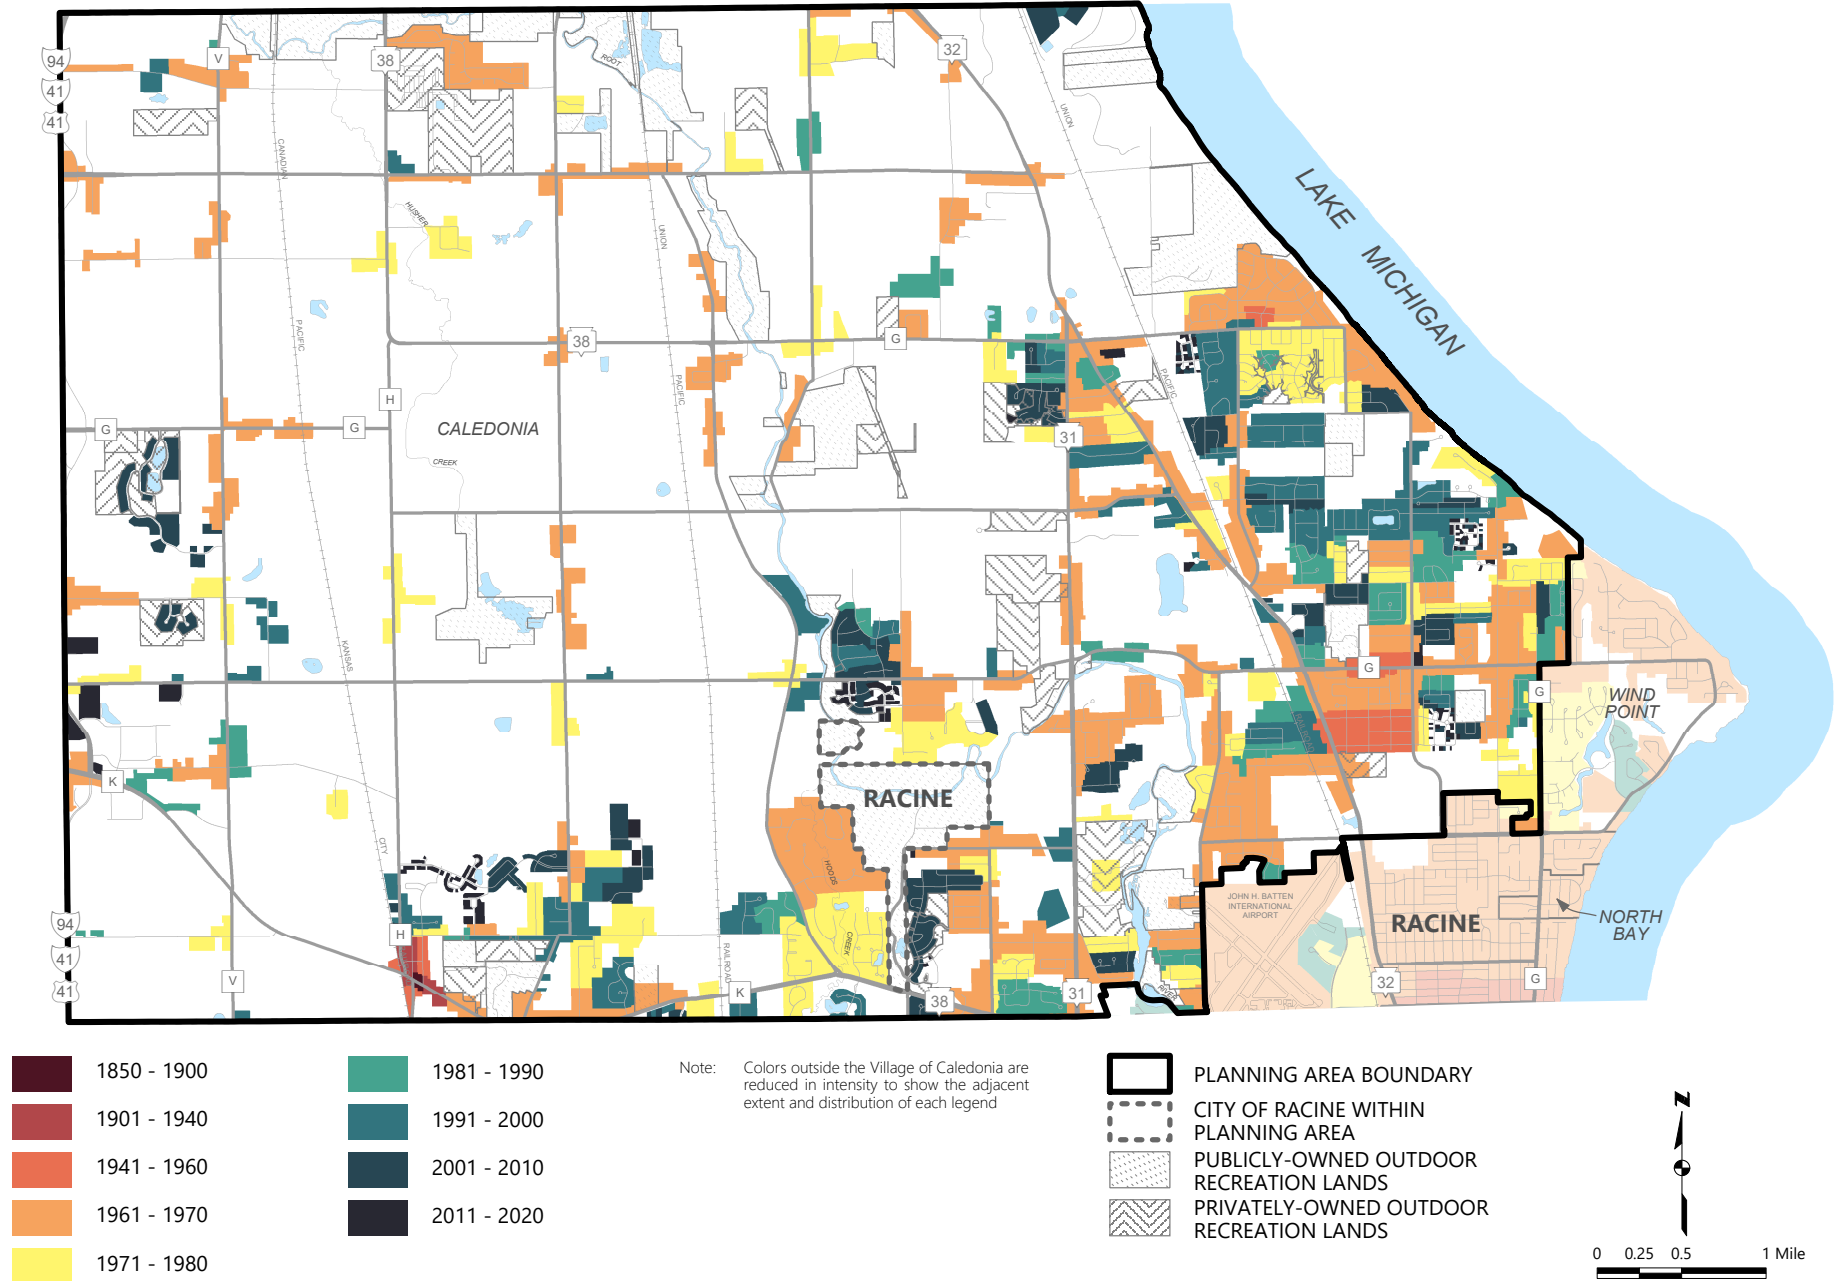 94
41
41
V
38
ROOT
32
UNION
CANADIAN
LAKE MICHIGAN
HUSHER
UNION
PACIFIC
38
G
PACIFIC
PACIFIC
H
G
G
CALEDONIA
31
CREEK
KANSAS
G
G
WIND
POINT
RAILROAD
K
RACINE
CITY
HOODS
CREEK
JOHN H. BATTEN
INTERNATIONAL
AIRPORT
RACINE
NORTH
BAY
94
41
41
H
V
RAILROAD
K
38
31
RIVER
32
G
1850 - 1900
1901 - 1940
1941 - 1960
1961 - 1970
1971 - 1980
1981 - 1990
1991 - 2000
2001 - 2010
2011 - 2020
Note: Colors outside the Village of Caledonia are
reduced in intensity to show the adjacent
extent and distribution of each legend
PLANNING AREA BOUNDARY
CITY OF RACINE WITHIN
PLANNING AREA
PUBLICLY-OWNED OUTDOOR
RECREATION LANDS
PRIVATELY-OWNED OUTDOOR
RECREATION LANDS
N
0 0.25 0.5 1 Mile